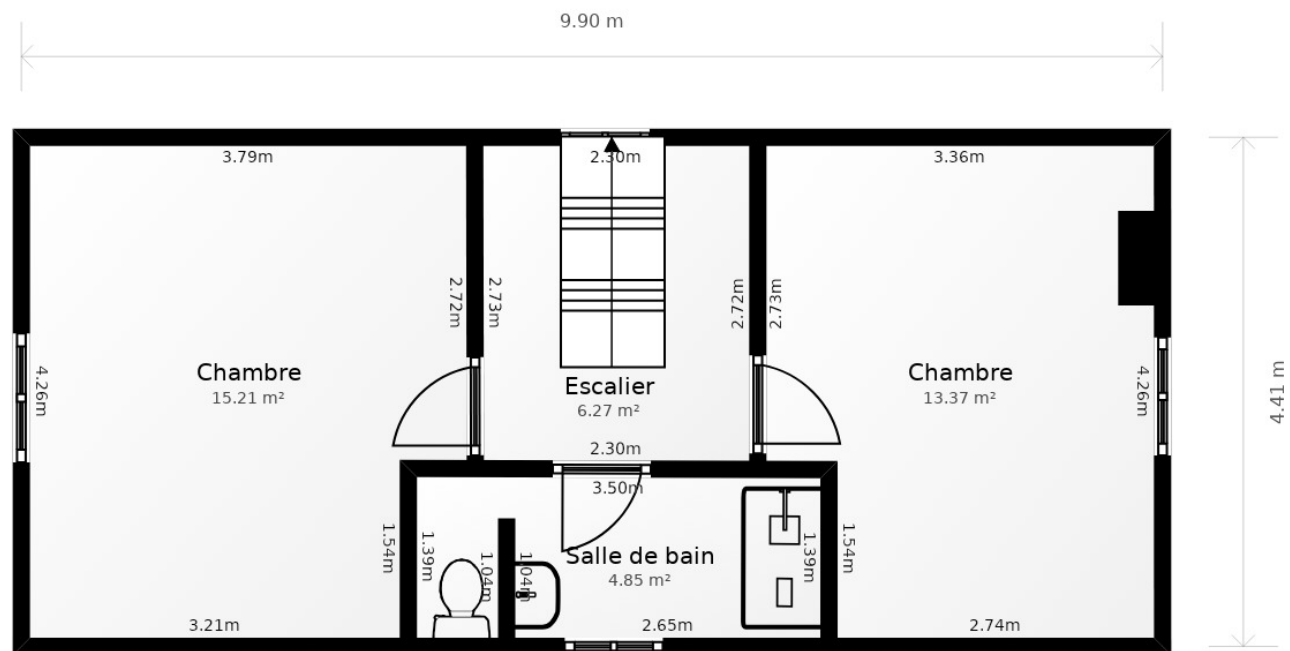 9.90 m
3.79m
2.30m
3.36m
2.72m
2.73m
2.72m
2.73m
4.41 m
Chambre
15.21 m²
4.26m
Escalier
6.27 m²
Chambre
13.37 m²
4.26m
2.30m
3.50m
1.54m
1.39m
1.04m
1.04m
Salle de bain
4.85 m²
1.39m
1.54m
3.21m
2.65m
2.74m